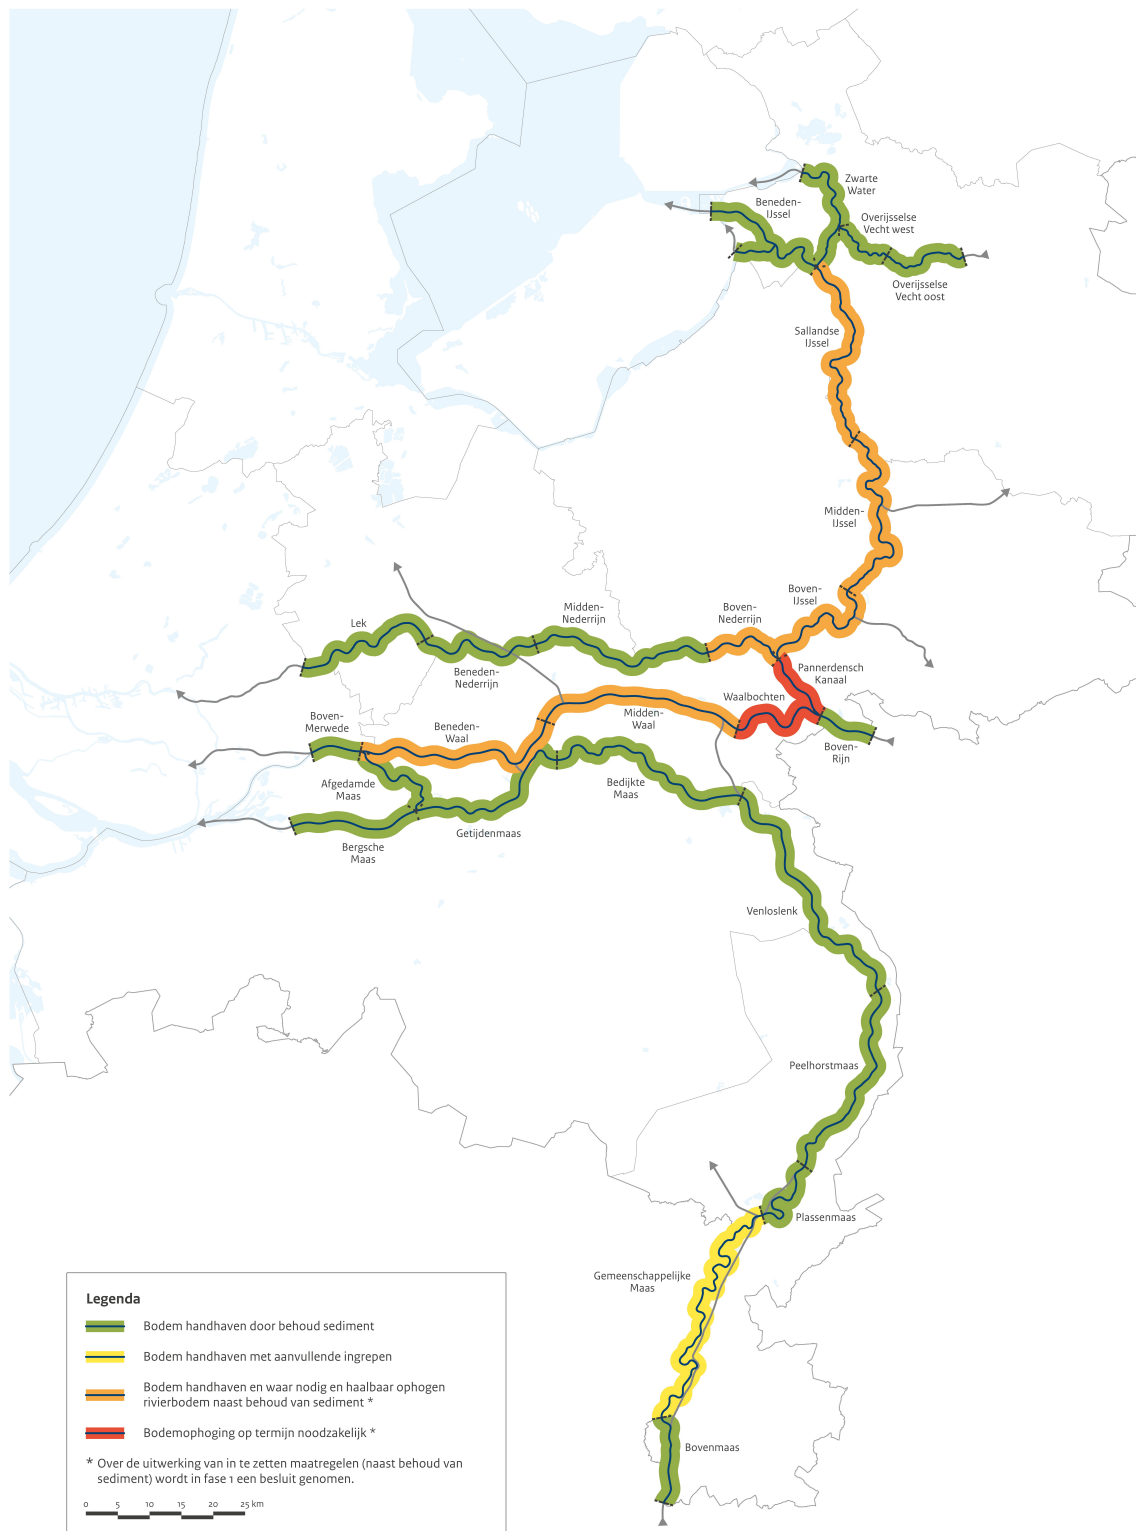 Zwarte
Water
Beneden-
IJssel
Overijsselse
Vecht west
Overijsselse
Vecht oost
Sallandse
IJssel
Midden-
IJssel
Boven-
IJssel
Midden-
Nederrijn
Boven-
Nederrijn
Lek
Beneden-
Nederrijn
Pannerdensch
Kanaal
Waalbochten
Boven-
Merwede
Beneden-
Waal
Midden-
Waal
Boven-
Rijn
Afgedamde
Maas
Bedijkte
Maas
Getijdenmaas
Bergsche
Maas
Venloslenk
Peelhorstmaas
Plassenmaas
Gemeenschappelijke
Maas
Bovenmaas
Legenda
Bodem handhaven door behoud sediment
Bodem handhaven met aanvullende ingrepen
Bodem handhaven en waar nodig en haalbaar ophogen
rivierbodem naast behoud van sediment *
Bodemophoging op termijn noodzakelijk *
* Over de uitwerking van in te zetten maatregelen (naast behoud van
sediment) wordt in fase 1 een besluit genomen.
0 5 10 15 20 25 km